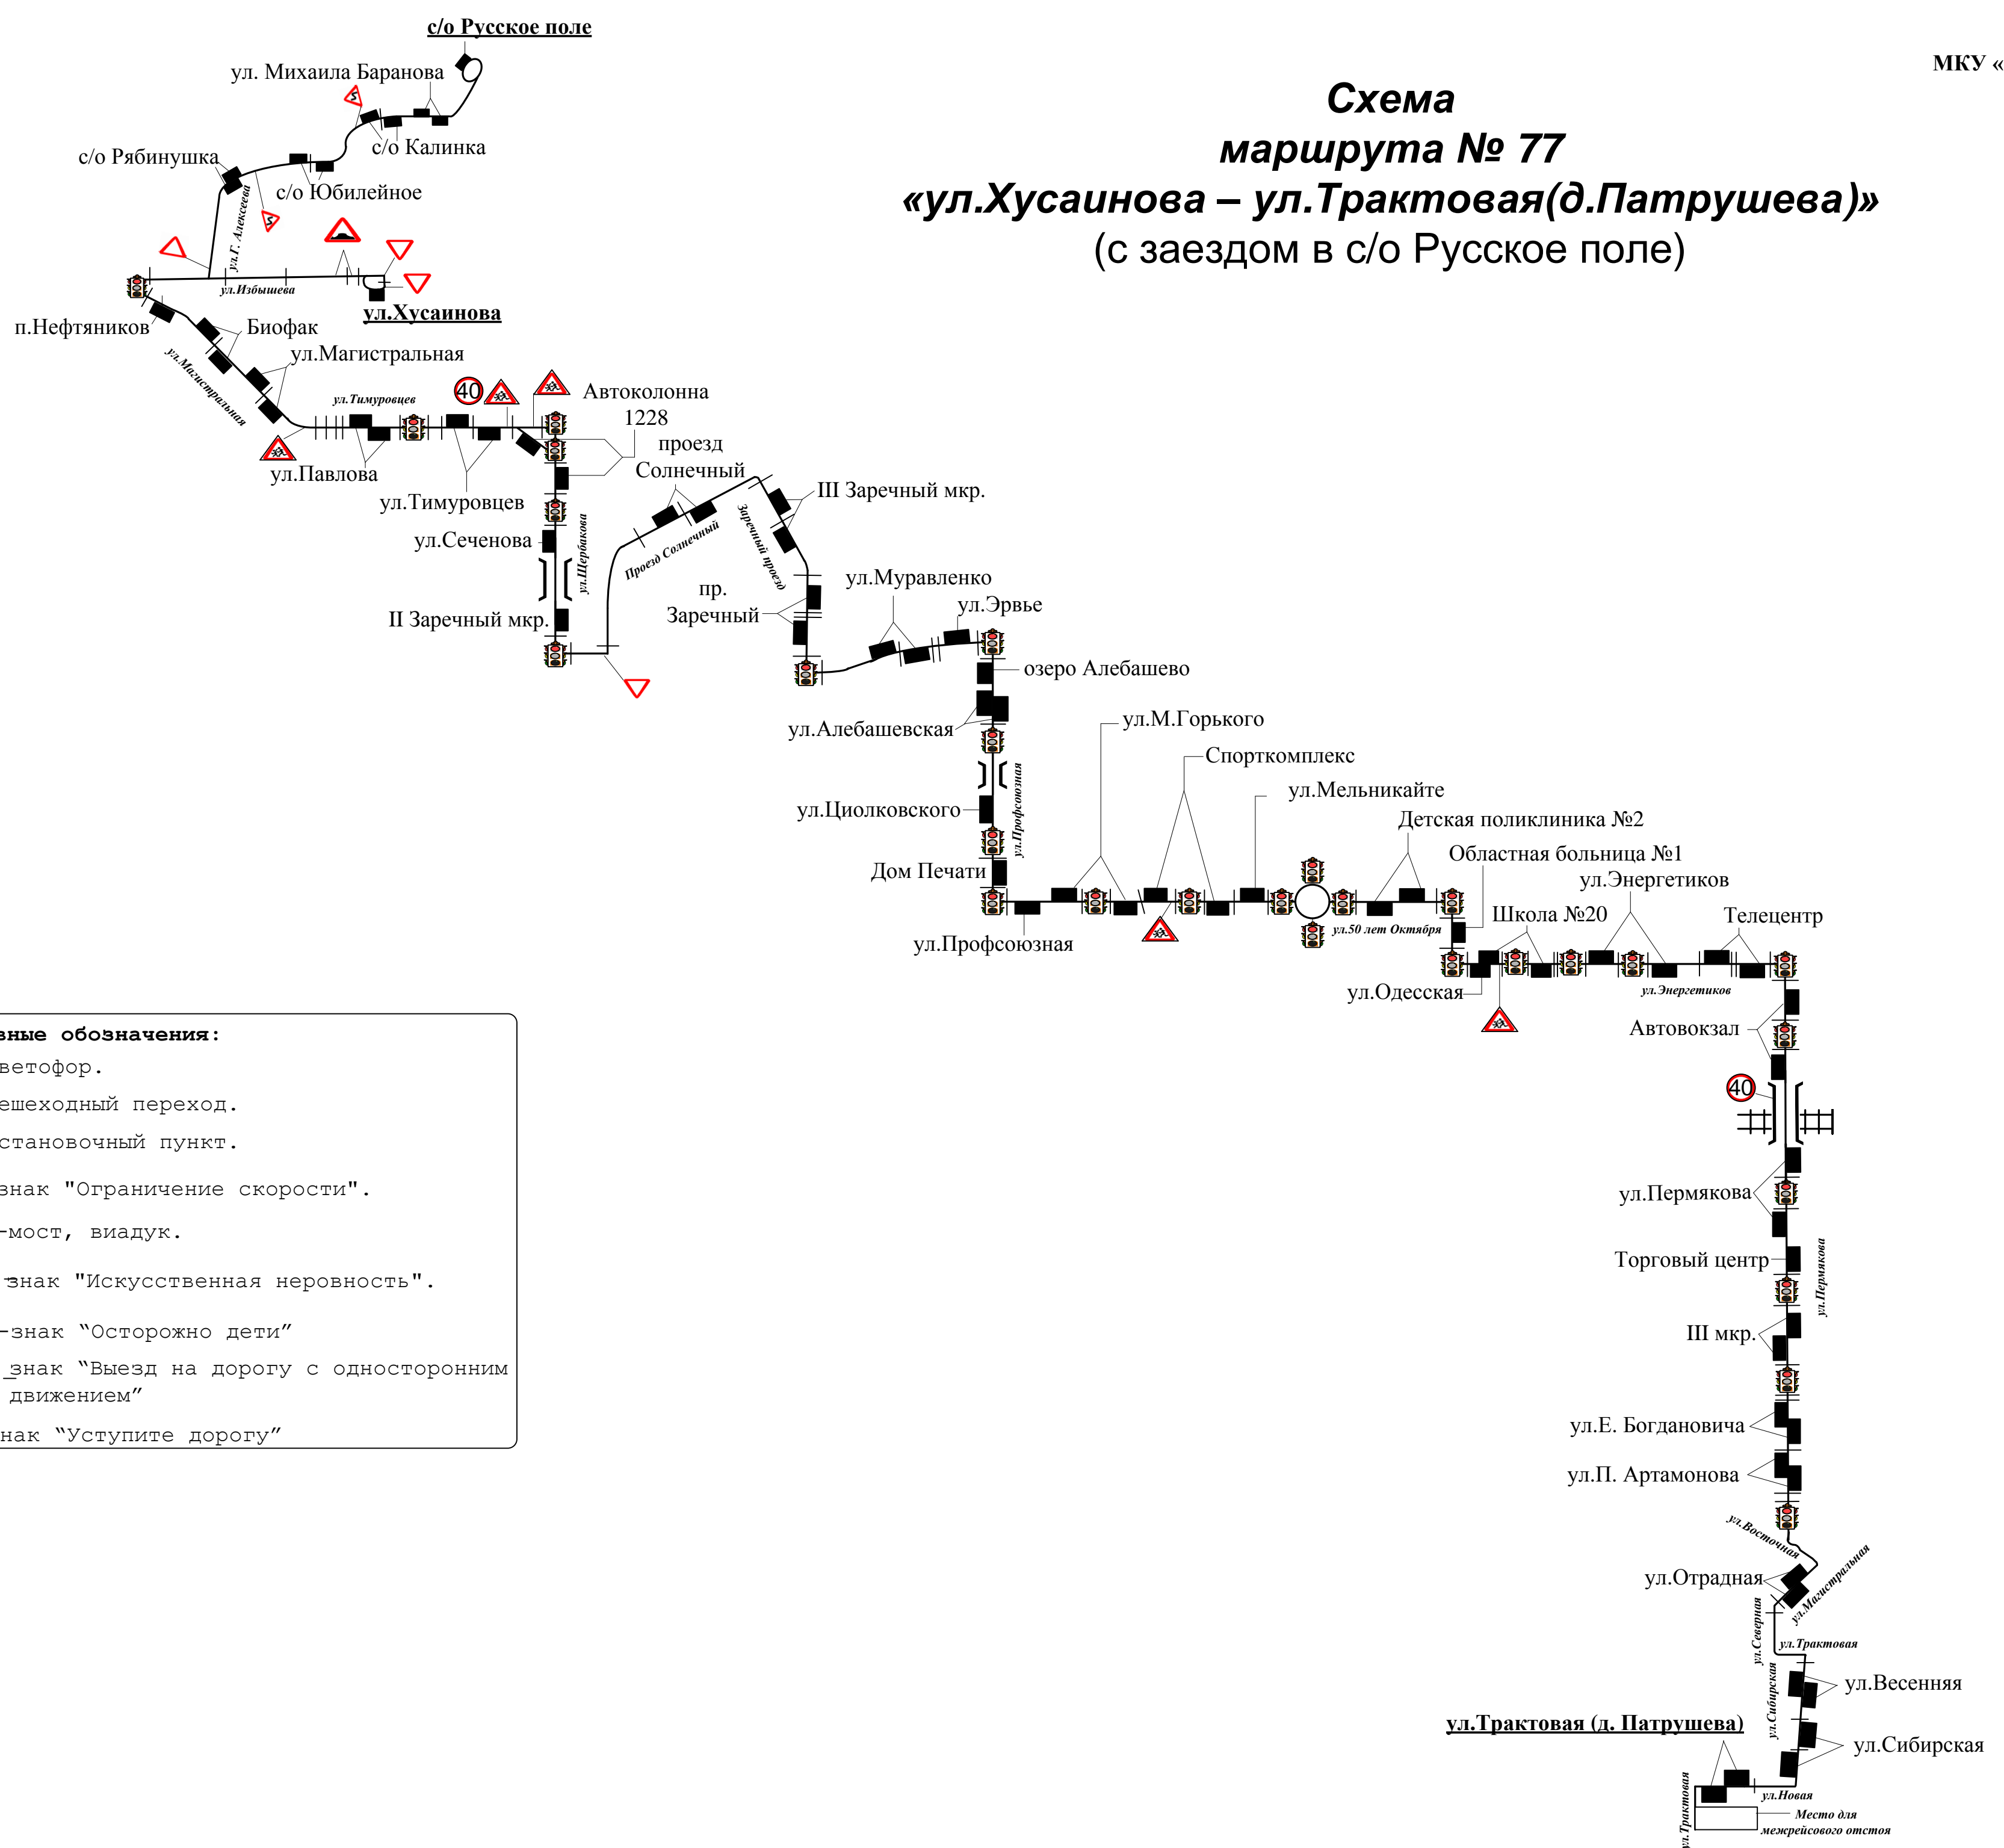 МКУ «
Схема
маршрута № 77
«ул.Хусаинова – ул.Трактовая(д.Патрушева)»
(с заездом в с/о Русское поле)
с/о Русское поле
ул. Михаила Баранова
с/о Калинка
с/о Рябинушка
с/о Юбилейное
ул.Г. Алексеева
ул.Избышева
ул.Хусаинова
п.Нефтяников
Биофак
ул.Магистральная
ул.Магистральная
ул.Тимуровцев
40
Автоколонна
1228
ул.Павлова
ул.Тимуровцев
проезд
Солнечный
III Заречный мкр.
ул.Сеченова
ул.Щербакова
Проезд Солнечный
Заречный проезд
II Заречный мкр.
пр.
Заречный
ул.Муравленко
ул.Эрвье
озеро Алебашево
ул.Алебашевская
ул.Циолковского
ул.Профсоюзная
Дом Печати
ул.Профсоюзная
ул.М.Горького
Спорткомплекс
ул.Мельникайте
Детская поликлиника №2
Областная больница №1
ул.50 лет Октября
ул.Энергетиков
Школа №20
Телецентр
ул.Одесская
ул.Энергетиков
Автовокзал
40
ул.Пермякова
Торговый центр
ул.Пермякова
III мкр.
ул.Е. Богдановича
ул.П. Артамонова
ул.Восточная
ул.Отрадная
ул.Магистральная
ул.Северная
ул.Трактовая
ул.Сибирская
ул.Весенняя
ул.Трактовая (д. Патрушева)
ул.Сибирская
ул.Новая
ул.Трактовая
Место для
межрейсового отстоя
вные обозначения:
ветофор.
ешеходный переход.
становочный пункт.
знак "Ограничение скорости".
-мост, виадук.
знак "Искусственная неровность".
-знак “Осторожно дети”
знак “Выезд на дорогу с односторонним
движением”
нак “Уступите дорогу”